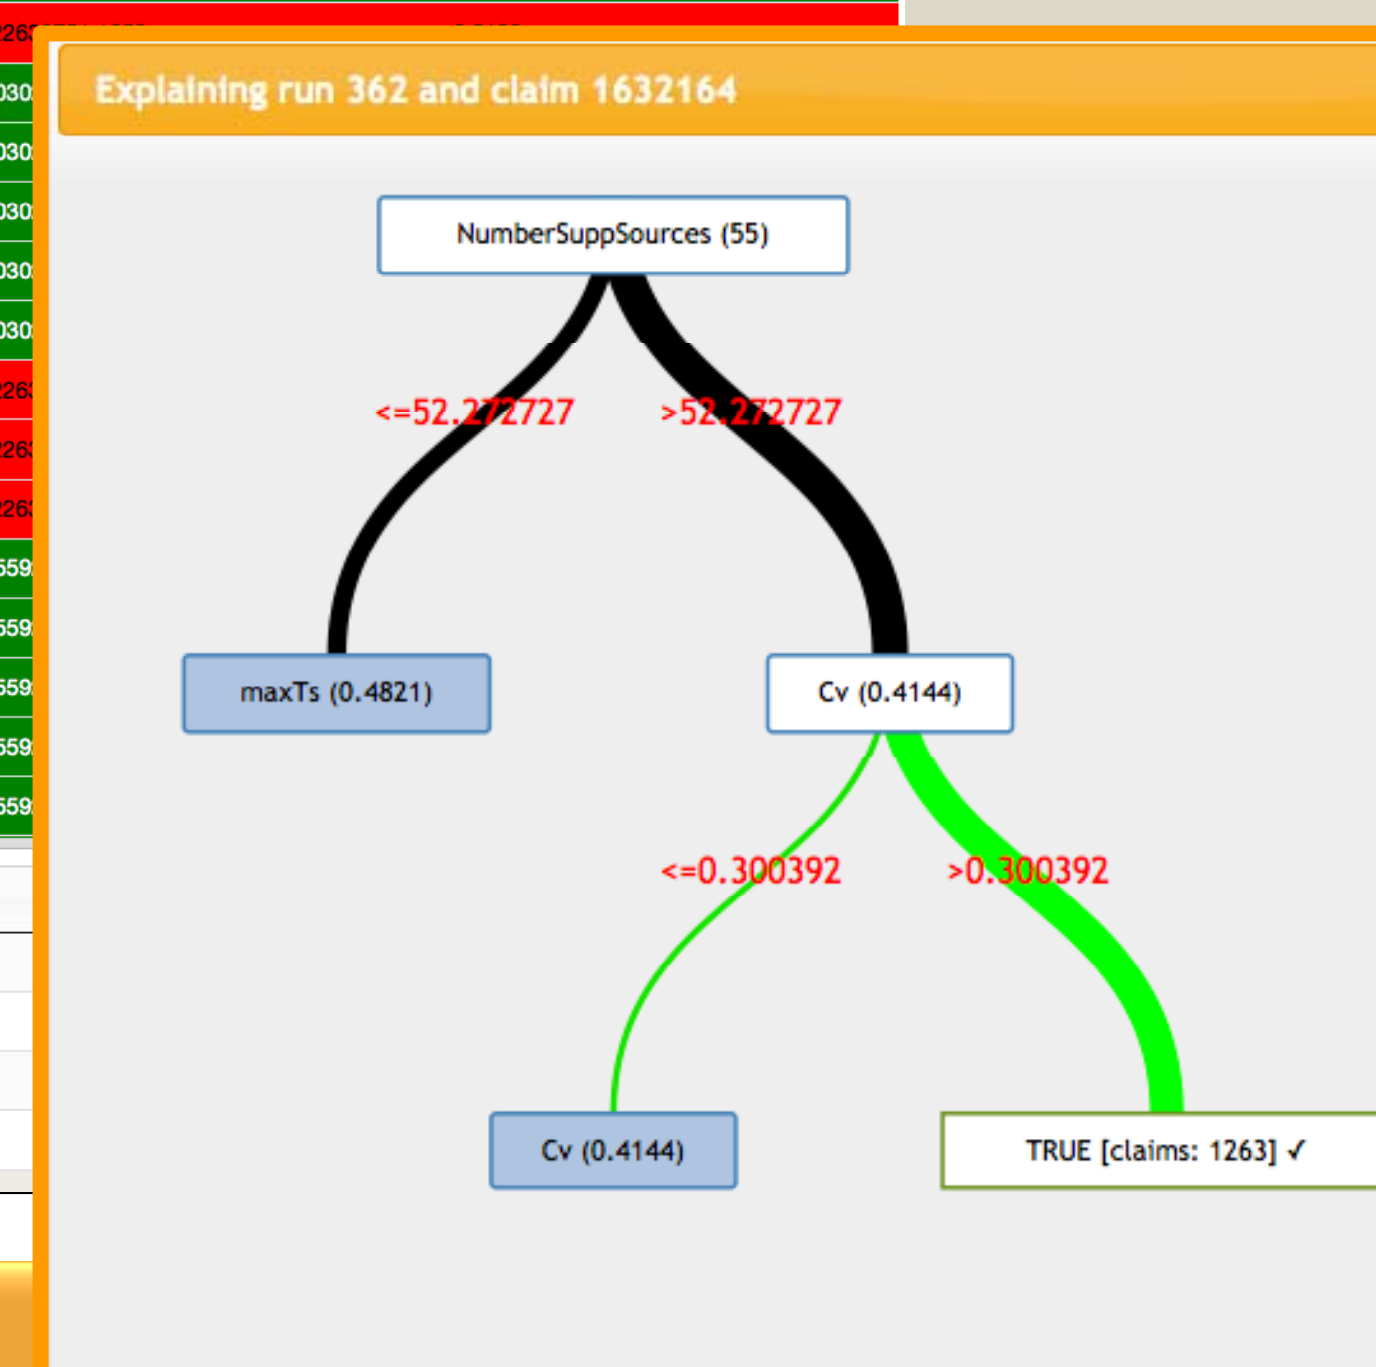 Explaining run 362 and claim 1632164
NumberSuppSources (55)
<=52.272727
>52.272727
maxTs (0.4821)
Cv (0.4144)
<=0.300392
>0.300392
Cv (0.4144)
TRUE [claims: 1263] ✓